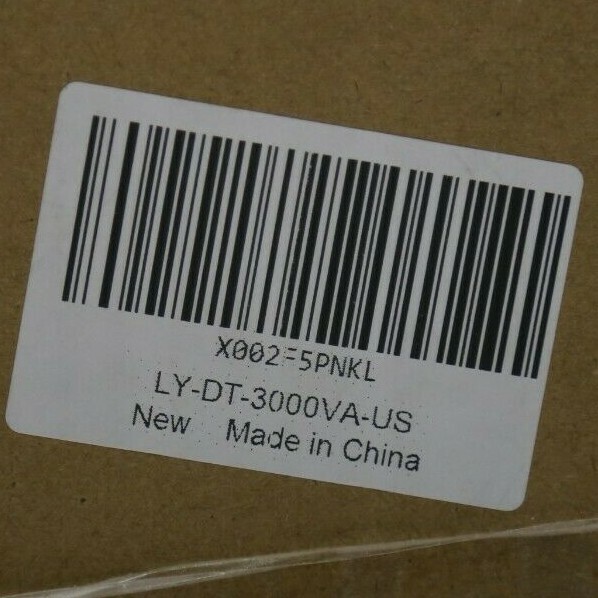 X002F5PNKL
LY-DT-3000VA-US
New Made in China